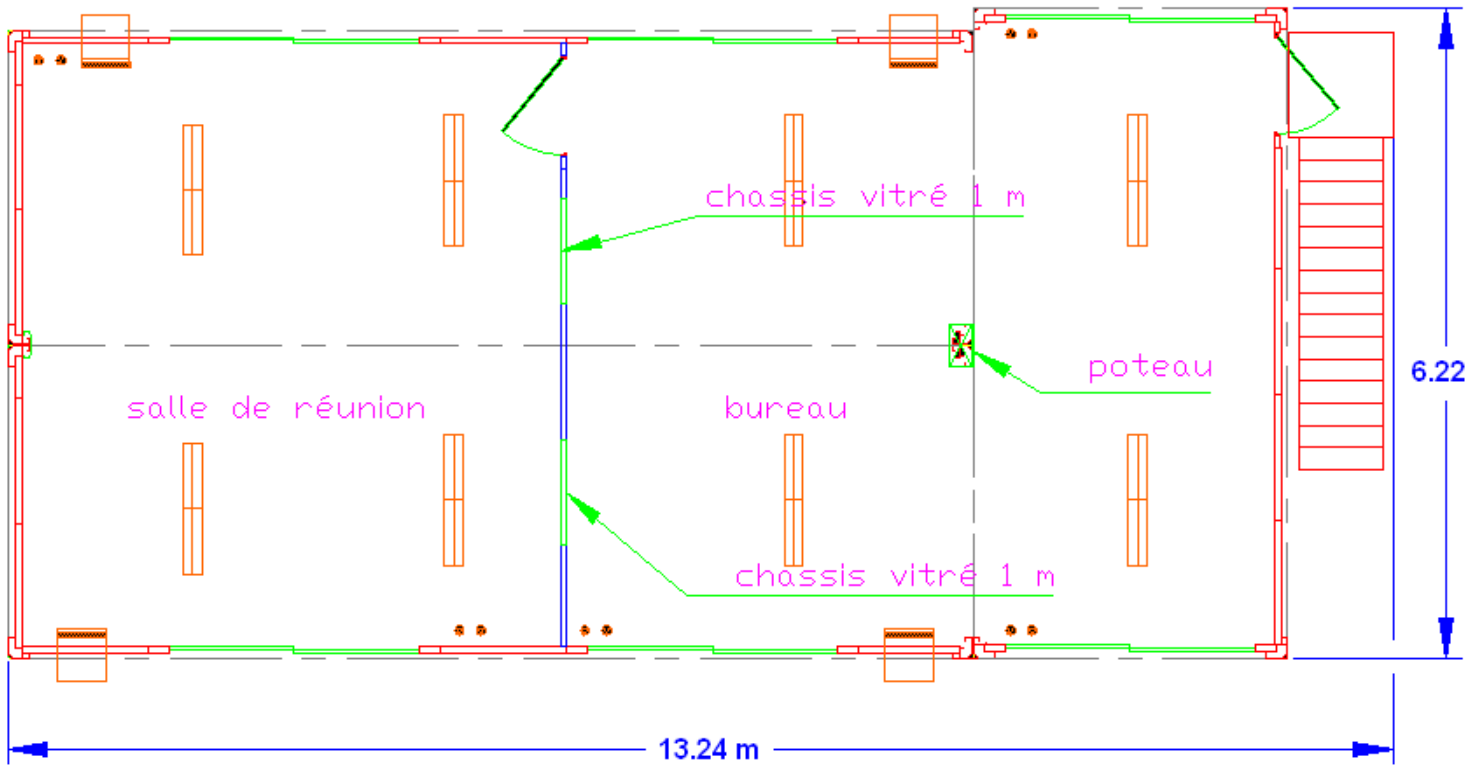 chassis vitré 1 m
poteau
6.22
salle de réunion
bureau
chassis vitré 1 m
13.24 m